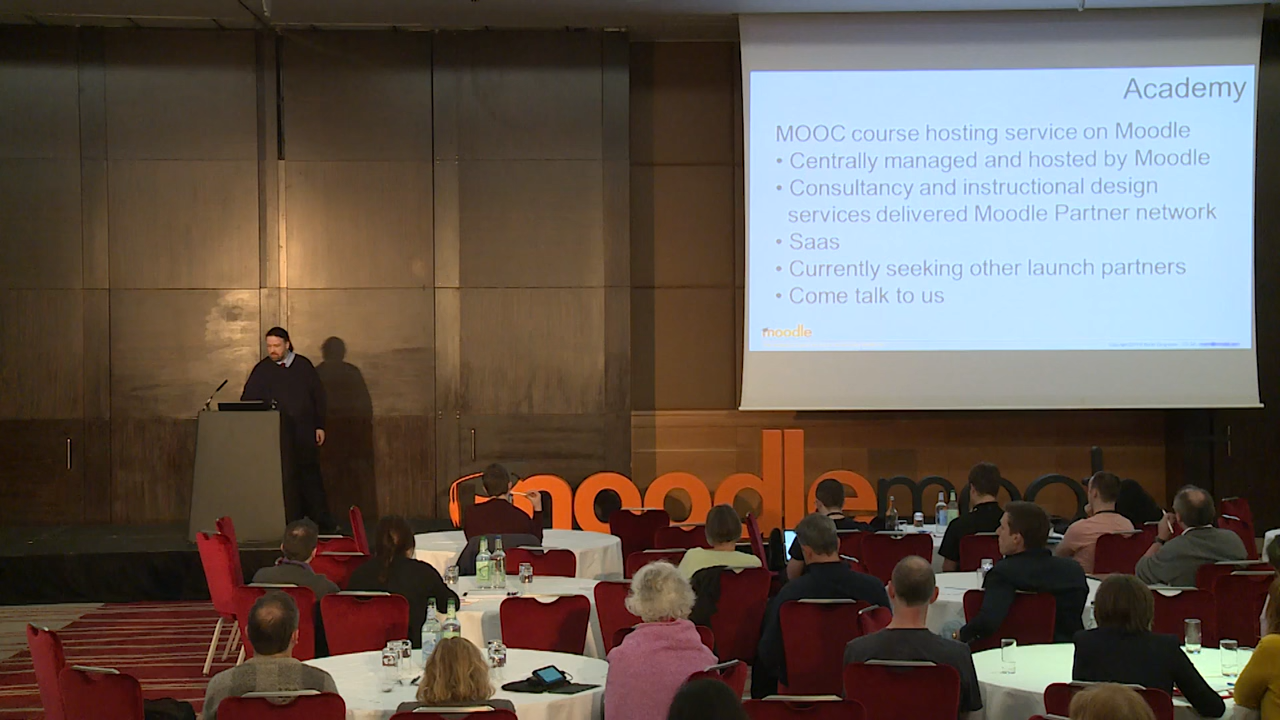 Academy
MOOC course hosting service on Moodle
• Centrally managed and hosted by Moodle
• Consultancy and instructional design
services delivered Moodle Partner network
• Saas
• Currently seeking other launch partners
• Come talk to us
moodle
moodlemoot